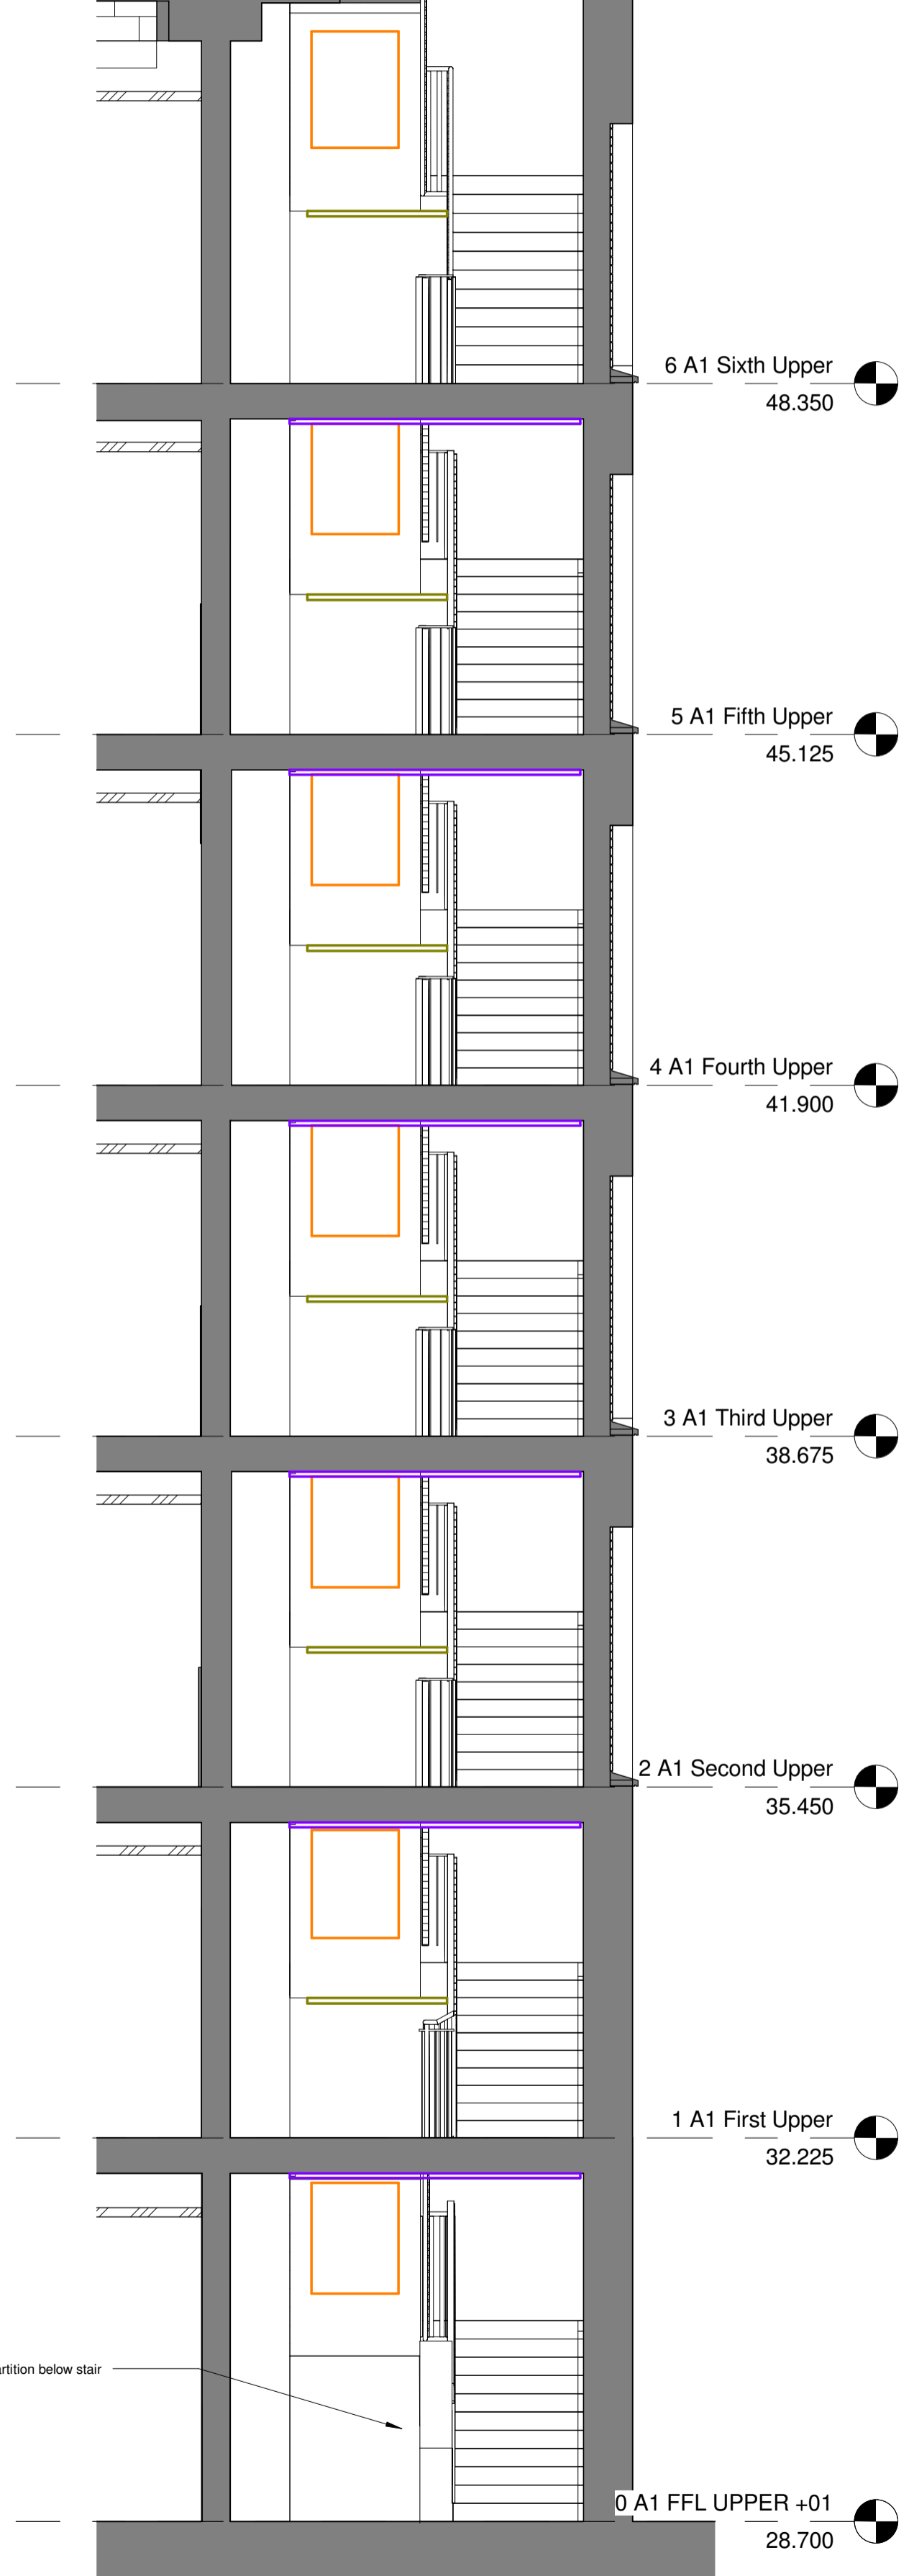 6 A1 Sixth Upper
48.350
5 A1 Fifth Upper
45.125
4 A1 Fourth Upper
41.900
3 A1 Third Upper
38.675
2 A1 Second Upper
35.450
1 A1 First Upper
32.225
below stair
0 A1 FFL UPPER +01
28.700